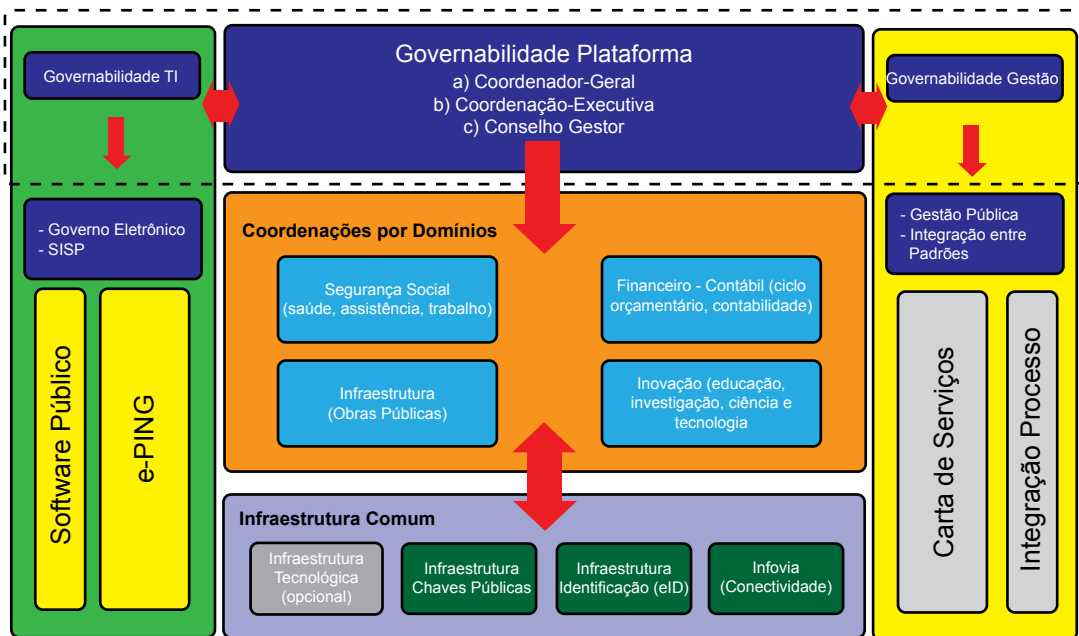 Governabilidade TI
Governabilidade Plataforma
a) Coordenador-Geral
b) Coordenação-Executiva
c) Conselho Gestor
Governabilidade Gestão
- Governo Eletrônico
- SISP
Software Público
e-PING
Coordenações por Domínios
Segurança Social
(saúde, assistência, trabalho)
Financeiro - Contábil (ciclo
orçamentário, contabilidade)
Infraestrutura
(Obras Públicas)
Inovação (educação,
investigação, ciência e
tecnologia
Infraestrutura Comum
Infraestrutura
Tecnológica
(opcional)
Infraestrutura
Chaves Públicas
Infraestrutura
Identificação (eID)
Infovia
(Conectividade)
- Gestão Pública
- Integração entre
Padrões
Carta de Serviços
Integração Processo